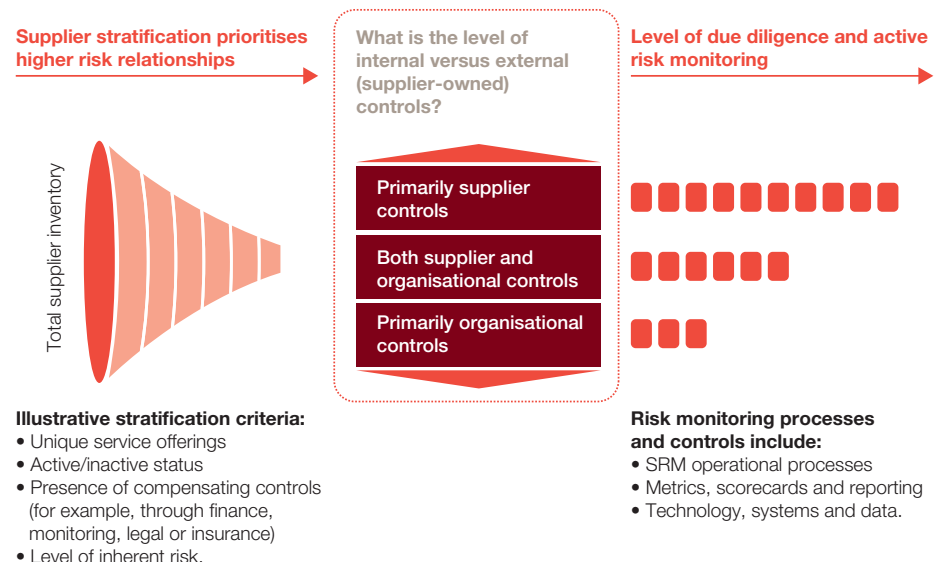 Supplier stratification prioritises
higher risk relationships
What is the level of
internal versus external
(supplier-owned)
controls?
Level of due diligence and active
risk monitoring
Total supplier inventory
Primarily supplier
controls
Both supplier and
organisational controls
Primarily organisational
controls
Illustrative stratification criteria:
• Unique service offerings
• Active/inactive status
• Presence of compensating controls
(for example, through finance,
monitoring, legal or insurance)
• Level of inherent risk.
Risk monitoring processes
and controls include:
• SRM operational processes
• Metrics, scorecards and reporting
• Technology, systems and data.